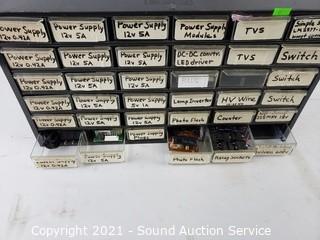 Power Supply
12v 0.42A
Power Supply
12v 5A
Power Supply
12v 5A
Power Supply
Modules
TVS
Simple S
Power Supply
12v 0.42A
Power Supply
12v 5A
Power Supply
12v 5A
DC-DC conv.
LED driver
TVS
Switch
Power Supply
12v 0.42A
Power Supply
12v 5A
Power Supply
12v 5A
Switch
Power Supply
12v 0.42A
Power Supply
12v 5A
Power Supply
5v 1A
Lamp Inverter
HV Wire
Switch
Power Supply
12v 0.42A
Power Supply
12v 5A
Power Supply
12v 5A
Photo Flash
Counter
Power Supply
12v 5A
Photo Flash
Relay Sockets
Copyright 2021 - Sound Auction Service